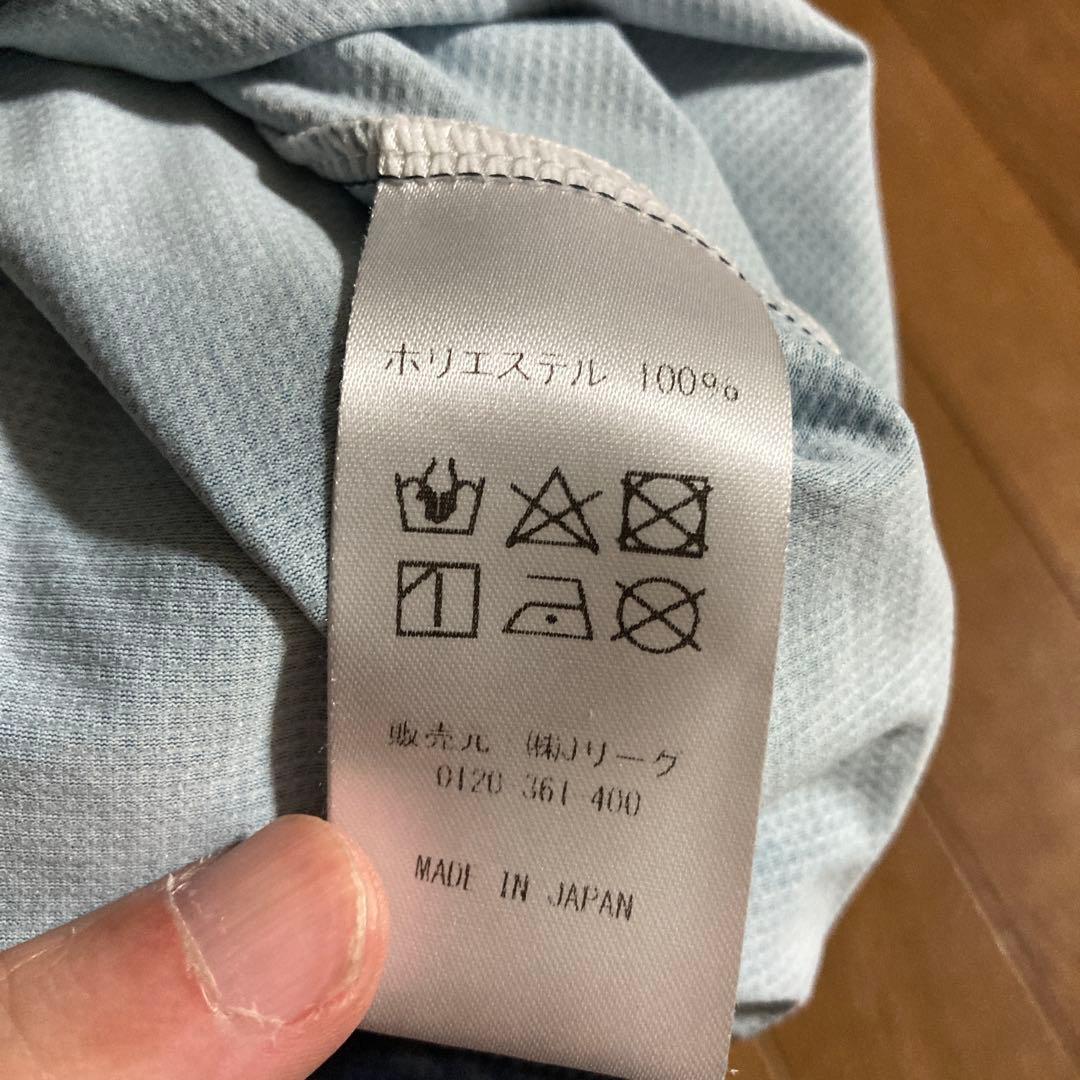 ポリエステル 100%
販売元 (株)Jリーグ
0120 361 400
MADE IN JAPAN